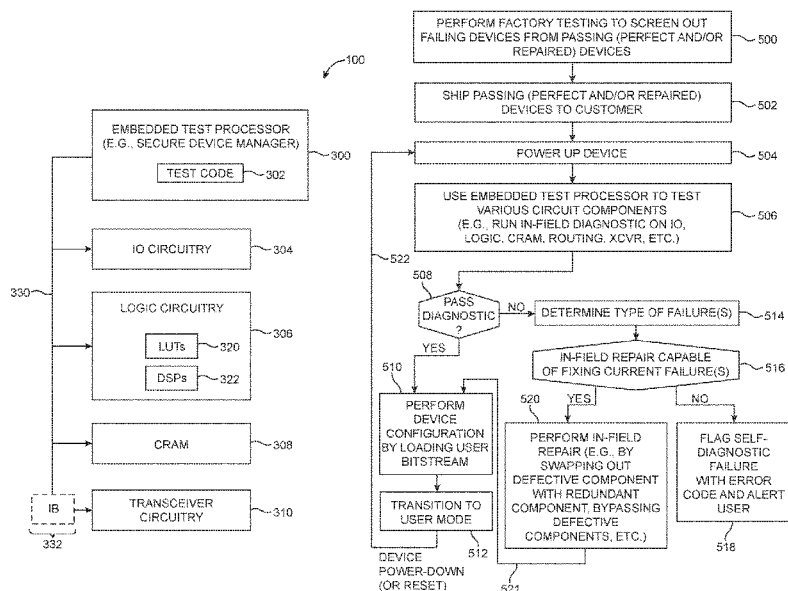 100
EMBEDDED TEST PROCESSOR
(E.G., SECURE DEVICE MANAGER)
TEST CODE
302
300
IO CIRCUITRY
304
330
LOGIC CIRCUITRY
LUTs
320
DSPs
322
306
CRAM
308
IB
332
TRANSCEIVER
CIRCUITRY
310
PERFORM FACTORY TESTING TO SCREEN OUT
FAILING DEVICES FROM PASSING (PERFECT AND/OR
REPAIRED) DEVICES
500
SHIP PASSING (PERFECT AND/OR REPAIRED)
DEVICES TO CUSTOMER
502
POWER UP DEVICE
504
USE EMBEDDED TEST PROCESSOR TO TEST
VARIOUS CIRCUIT COMPONENTS
(E.G., RUN IN-FIELD DIAGNOSTIC ON IO,
LOGIC, CRAM, ROUTING, XCVR, ETC.)
506
522
508
PASS
DIAGNOSTIC
?
NO
YES
DETERMINE TYPE OF FAILURE(S)
514
IN-FIELD REPAIR CAPABLE
OF FIXING CURRENT FAILURE(S)
516
YES
NO
510
PERFORM
DEVICE
CONFIGURATION
BY LOADING USER
BITSTREAM
TRANSITION TO
USER MODE
512
DEVICE
POWER-DOWN
(OR RESET)
520
PERFORM IN-FIELD
REPAIR (E.G., BY
SWAPPING OUT
DEFECTIVE COMPONENT
WITH REDUNDANT
COMPONENT, BYPASSING
DEFECTIVE
COMPONENTS, ETC.)
521
FLAG SELF-
DIAGNOSTIC
FAILURE
WITH ERROR
CODE AND ALERT
USER
518